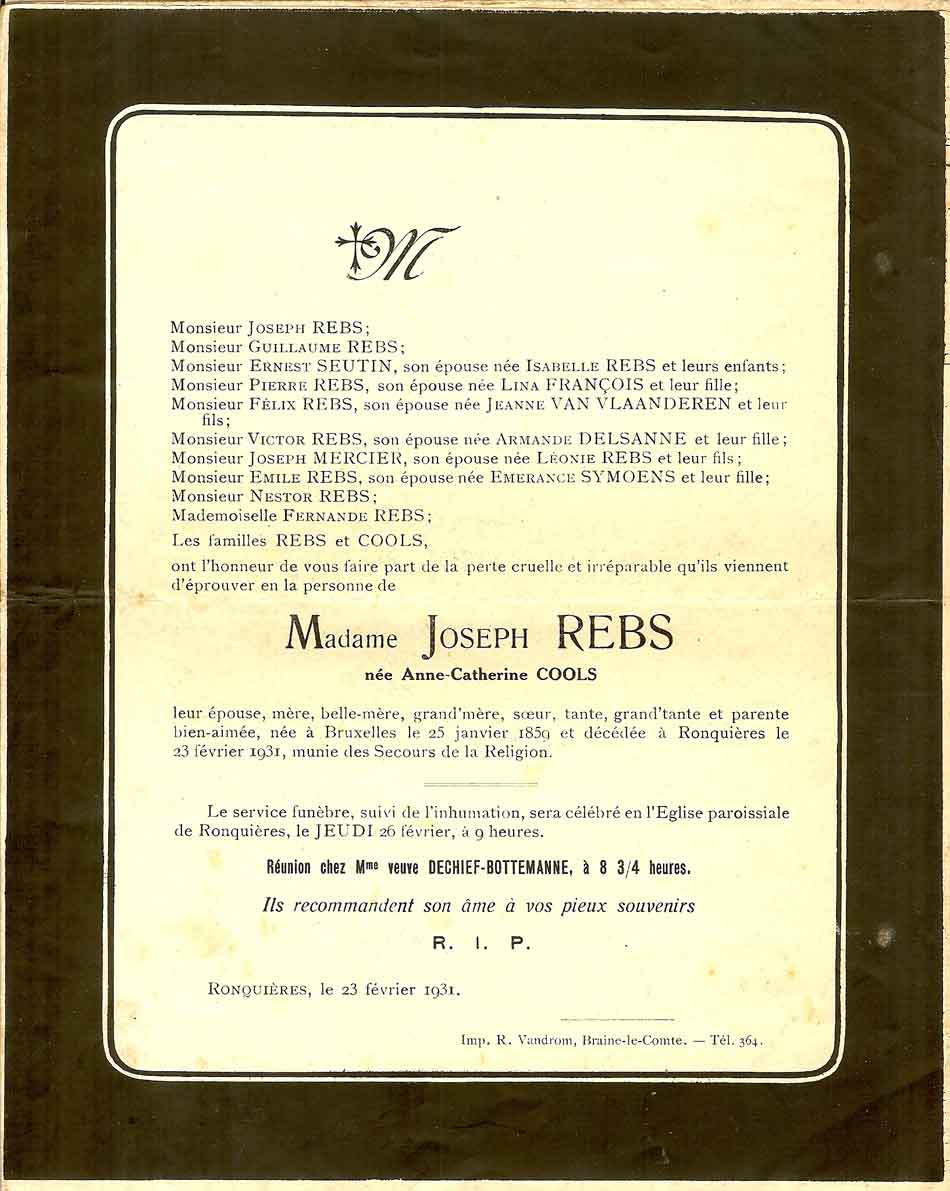 M
Monsieur JOSEPH REBS;
Monsieur GUILLAUME REBS;
Monsieur ERNEST SEUTIN, son épouse née ISABELLE REBS et leurs enfants;
Monsieur PIERRE REBS, son épouse née LINA FRANÇOIS et leur fille;
Monsieur FÉLIX REBS, son épouse née JEANNE VAN VLAANDEREN et leur
fils;
Monsieur VICTOR REBS, son épouse née ARMANDE DELSANNE et leur fille;
Monsieur JOSEPH MERCIER, son épouse née LÉONIE REBS et leur fils;
Monsieur EMILE REBS, son épouse née EMERANCE SYMOENS et leur fille;
Monsieur NESTOR REBS;
Mademoiselle FERNANDE REBS;
Les familles REBS et COOLS,
ont l'honneur de vous faire part de la perte cruelle et irréparable qu'ils viennent
d'éprouver en la personne de
Madame JOSEPH REBS
née Anne-Catherine COOLS
leur épouse, mère, belle-mère, grand'mère, sœur, tante, grand'tante et parente
bien-aimée, née à Bruxelles le 25 janvier 1859 et décédée à Ronquières le
23 février 1931, munie des Secours de la Religion.
Le service funèbre, suivi de l'inhumation, sera célébré en l'Eglise paroissiale
de Ronquières, le JEUDI 26 février, à 9 heures.
Réunion chez Mme veuve DECHIEF-BOTTEMANNE, à 8 3/4 heures.
Ils recommandent son âme à vos pieux souvenirs
R. I. P.
RONQUIÈRES, le 23 février 1931.
Imp. R. Vandrom, Braine-le-Comte. — Tél. 364.